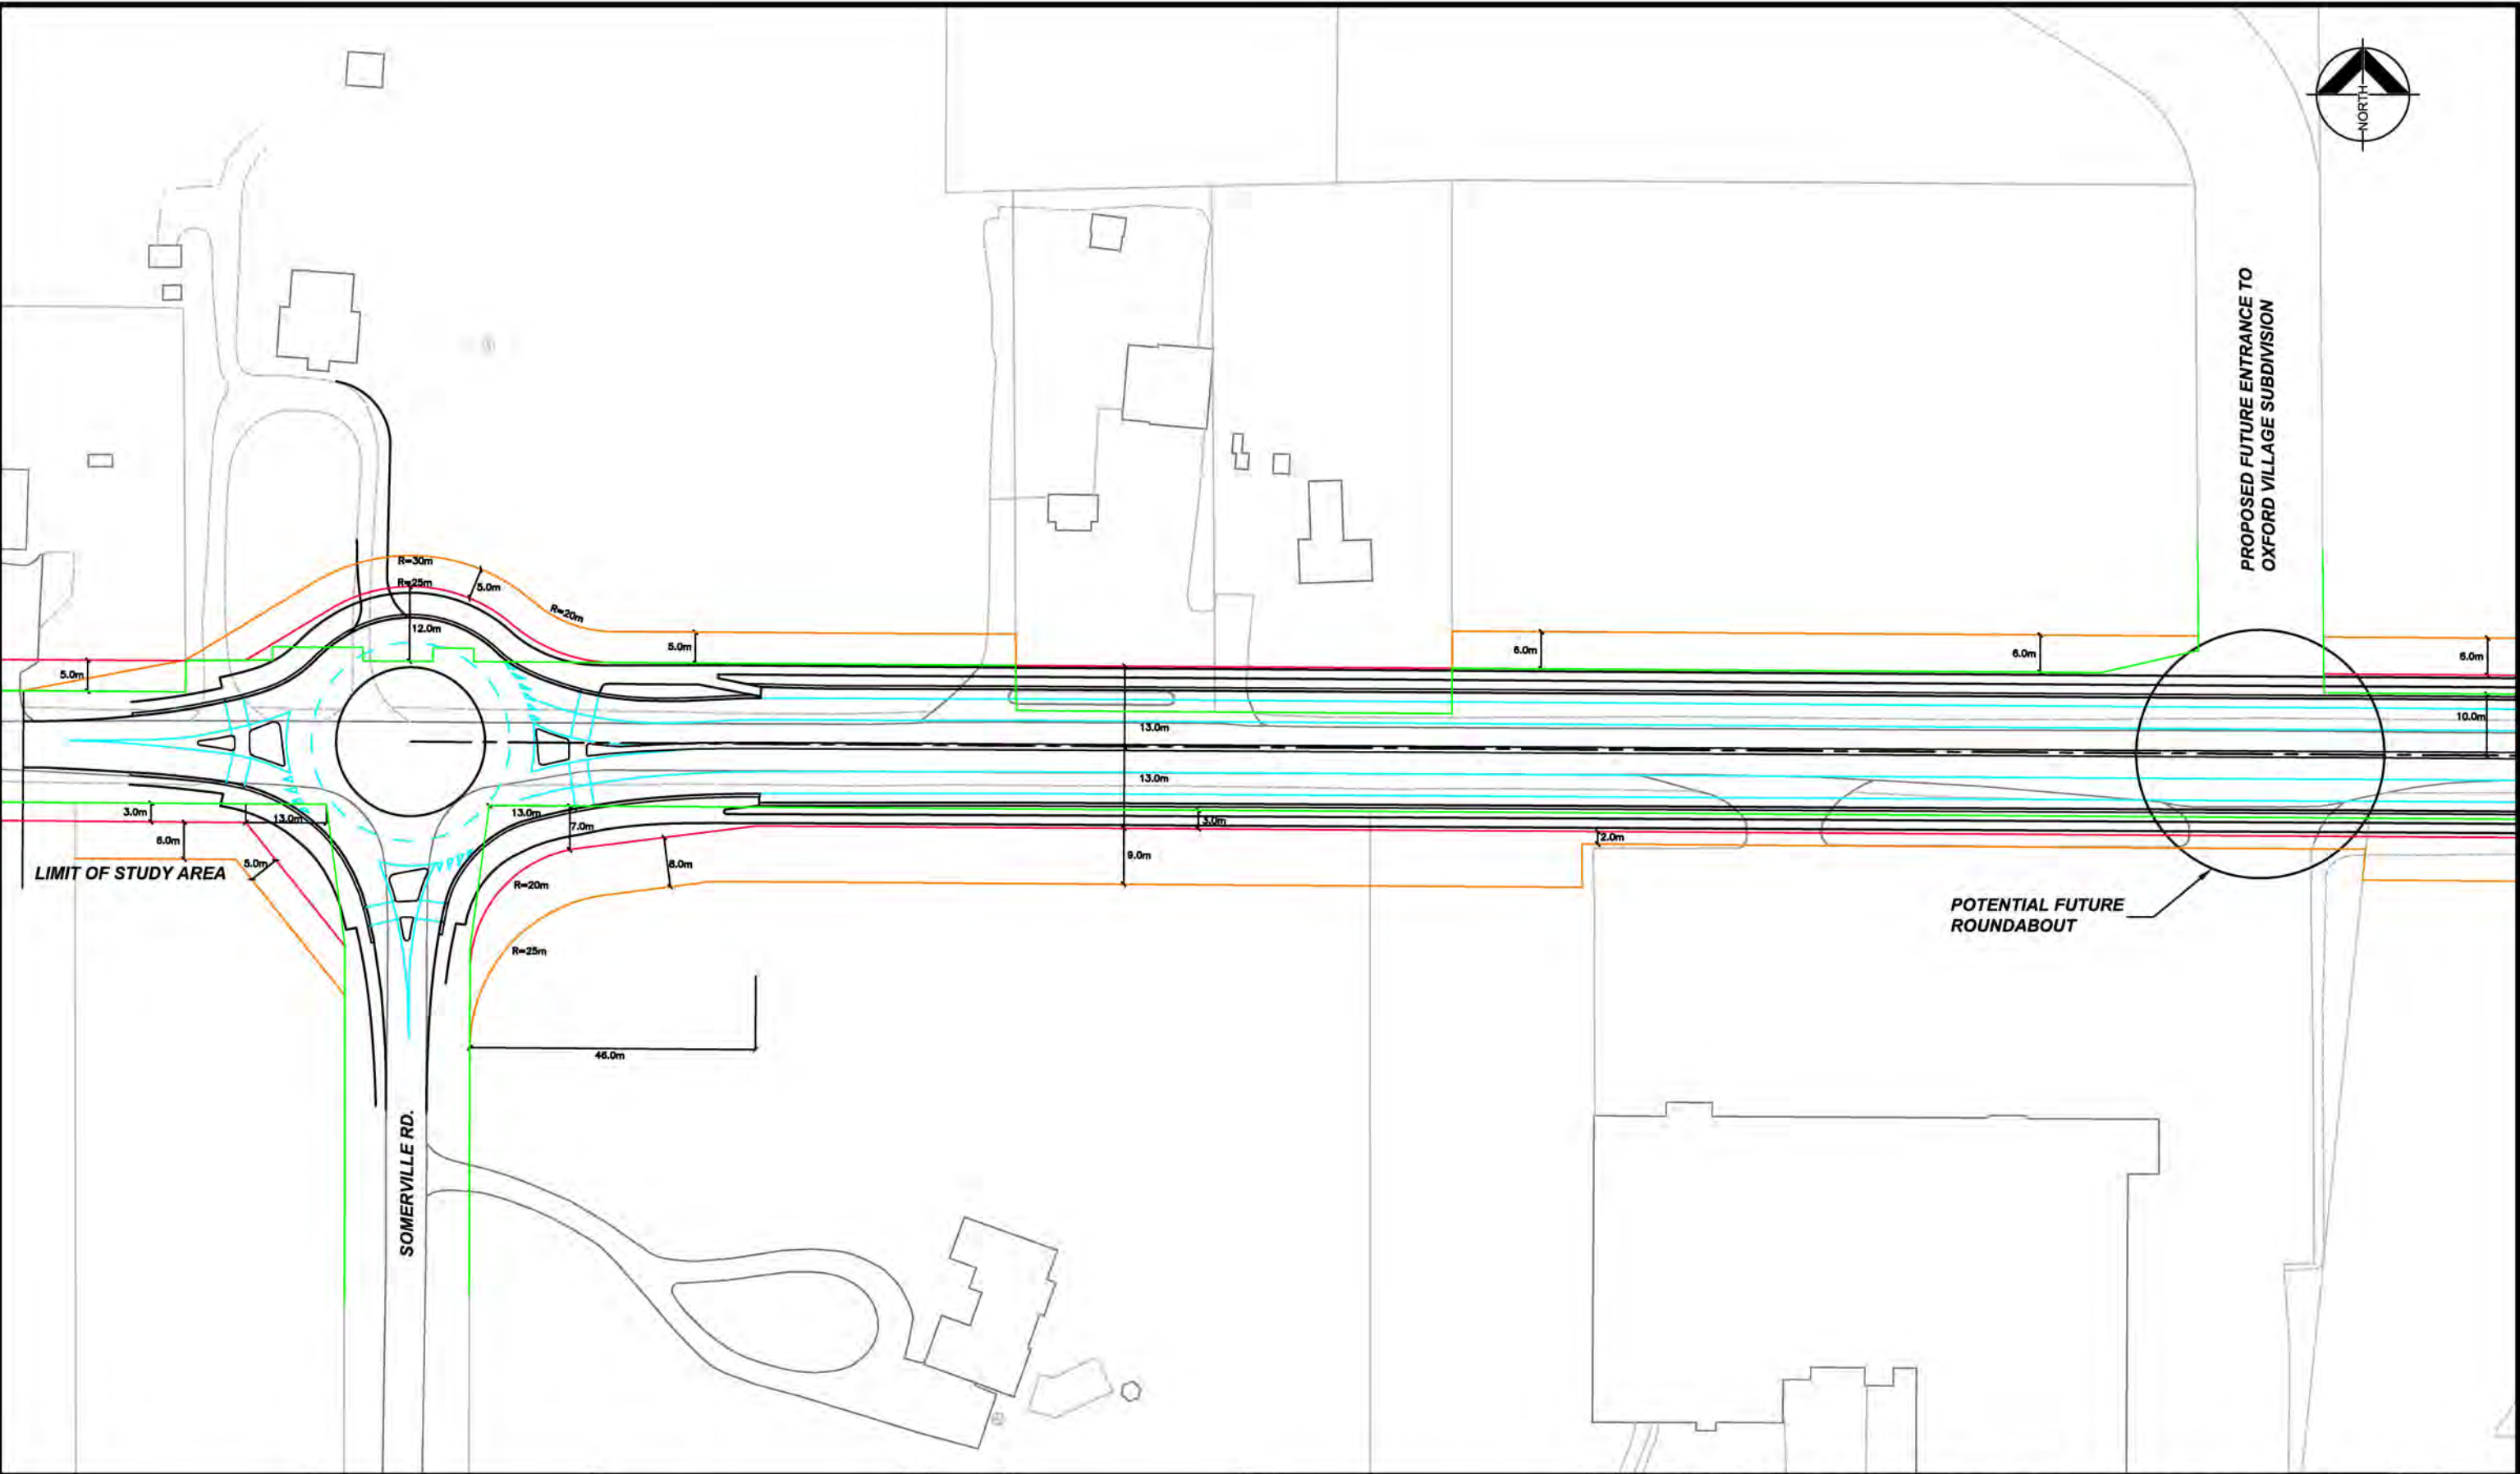 NORTH
PROPOSED FUTURE ENTRANCE TO
OXFORD VILLAGE SUBDIVISION
R=30m
R=25m
5.0m
R=20m
12.0m
5.0m
5.0m
6.0m
6.0m
6.0m
10.0m
13.0m
13.0m
3.0m
13.0m
13.0m
7.0m
3.0m
2.0m
6.0m
5.0m
8.0m
9.0m
LIMIT OF STUDY AREA
R=20m
R=25m
POTENTIAL FUTURE
ROUNDABOUT
46.0m
SOMERVILLE RD.